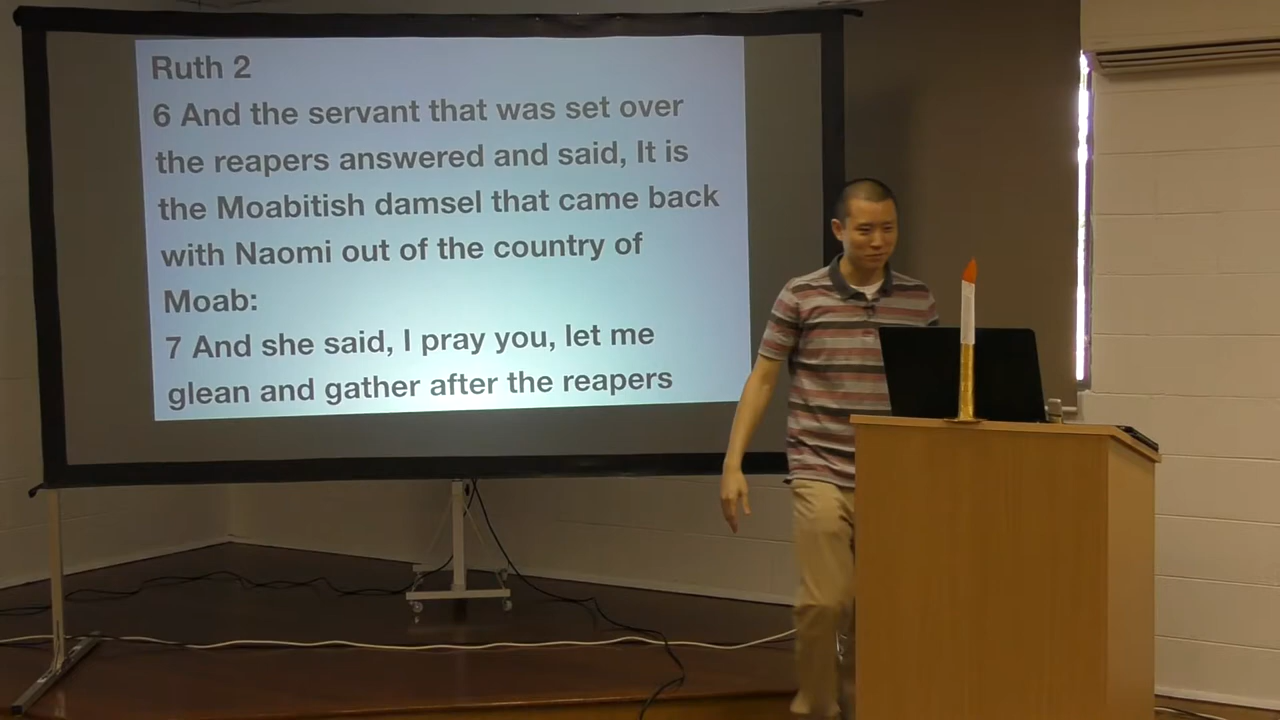 Ruth 2
6 And the servant that was set over
the reapers answered and said, It is
the Moabitish damsel that came back
with Naomi out of the country of
Moab:
7 And she said, I pray you, let me
glean and gather after the reapers